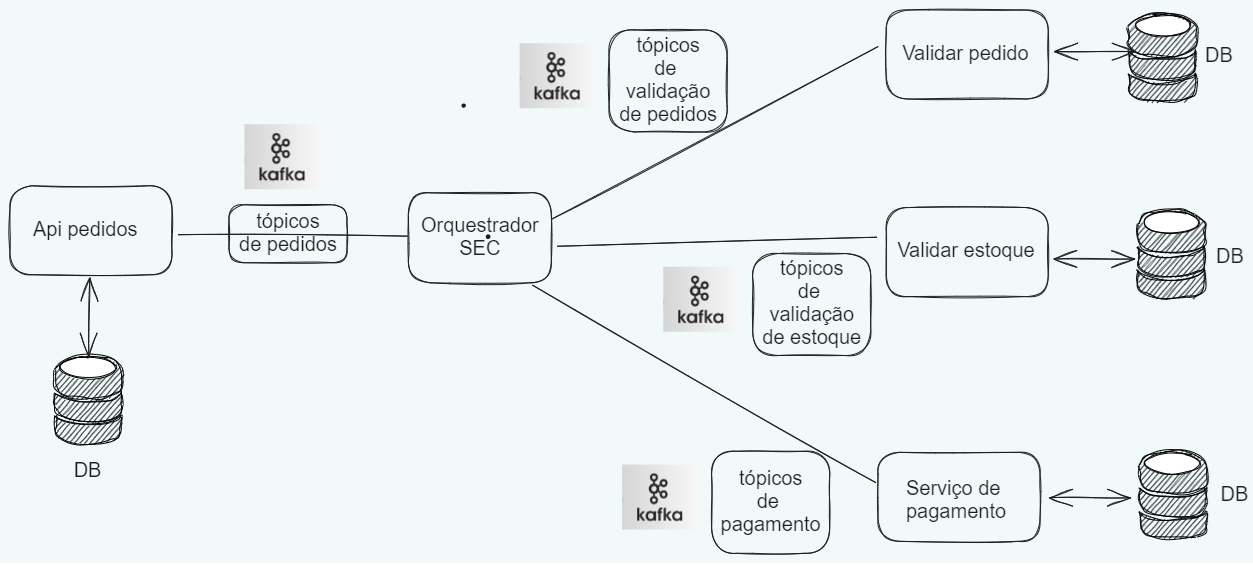 kafka
tópicos
de
validação
de pedidos
Validar pedido
DB
kafka
tópicos
de pedidos
Api pedidos
Orquestrador
SEC
Validar estoque
DB
kafka
tópicos
de
validação
de estoque
DB
kafka
tópicos
de
pagamento
Serviço de
pagamento
DB